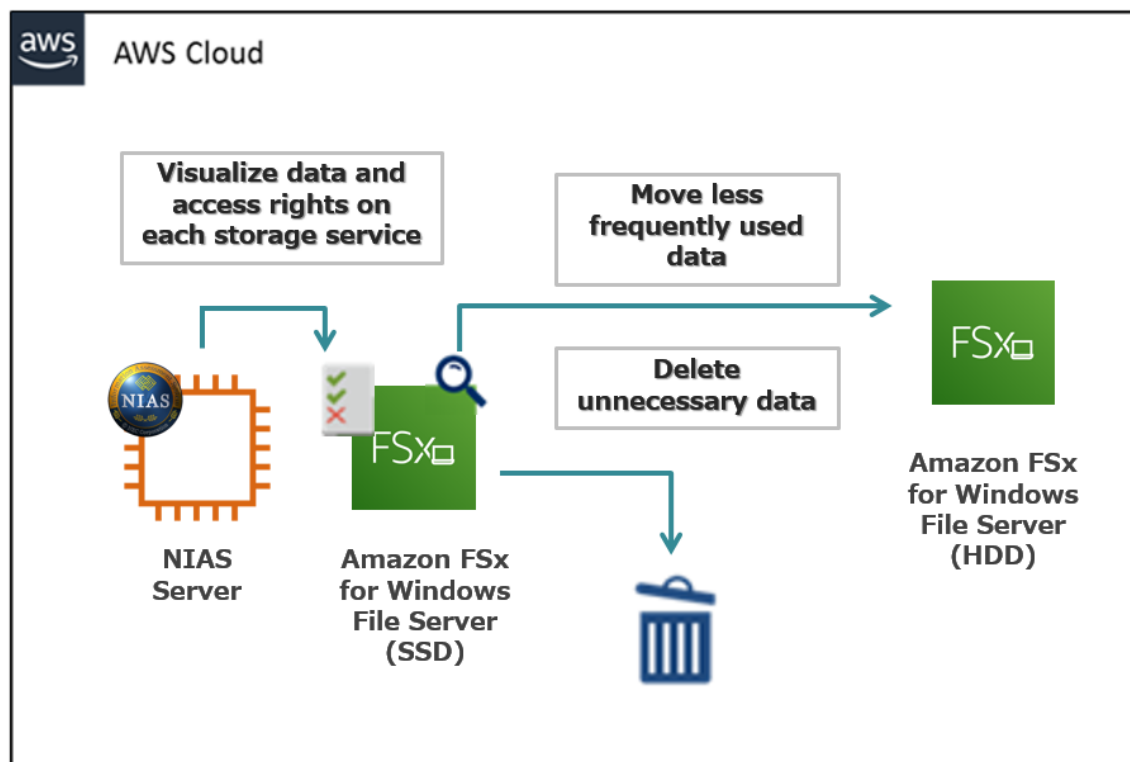 aws
AWS Cloud
Visualize data and
access rights on
each storage service
Move less
frequently used
data
Delete
unnecessary data
NIAS
FSx
FSx
NIAS
Server
Amazon FSx
for Windows
File Server
(SSD)
Amazon FSx
for Windows
File Server
(HDD)